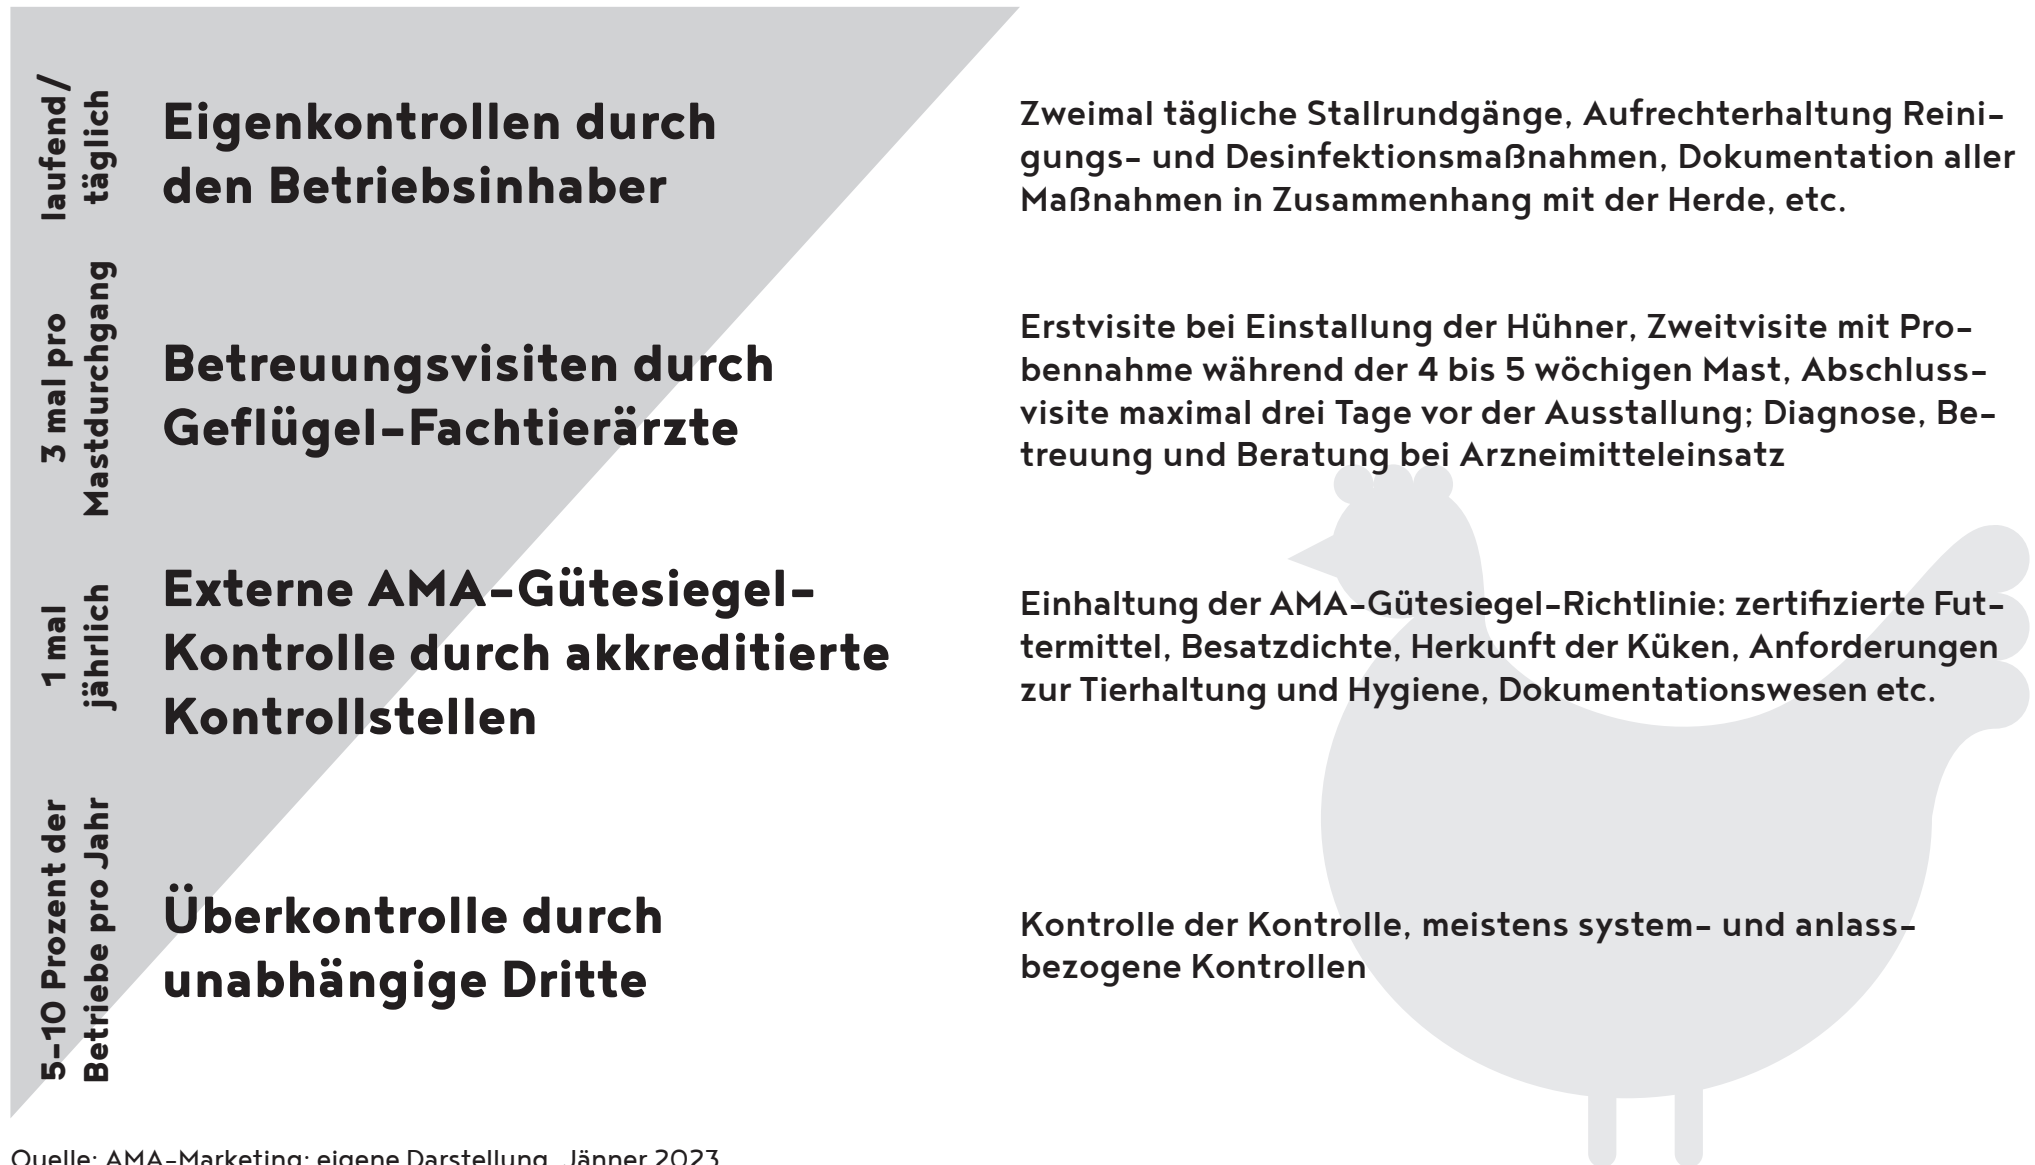 laufend/
täglich
Eigenkontrollen durch
den Betriebsinhaber
Zweimal tägliche Stallrundgänge, Aufrechterhaltung Reini-
gungs- und Desinfektionsmaßnahmen, Dokumentation aller
Maßnahmen in Zusammenhang mit der Herde, etc.
3 mal pro
Mastdurchgang
Betreuungsvisiten durch
Geflügel-Fachtierärzte
Erstvisite bei Einstallung der Hühner, Zweitvisite mit Pro-
bennahme während der 4 bis 5 wöchigen Mast, Abschluss-
visite maximal drei Tage vor der Ausstallung; Diagnose, Be-
treuung und Beratung bei Arzneimitteleinsatz
1 mal
jährlich
Externe AMA-Gütesiegel-
Kontrolle durch akkreditierte
Kontrollstellen
Einhaltung der AMA-Gütesiegel-Richtlinie: zertifizierte Fut-
termittel, Besatzdichte, Herkunft der Küken, Anforderungen
zur Tierhaltung und Hygiene, Dokumentationswesen etc.
5-10 Prozent der
Betriebe pro Jahr
Überkontrolle durch
unabhängige Dritte
Kontrolle der Kontrolle, meistens system- und anlass-
bezogene Kontrollen
Quelle: AMA-Marketing; eigene Darstellung, Jänner 2023